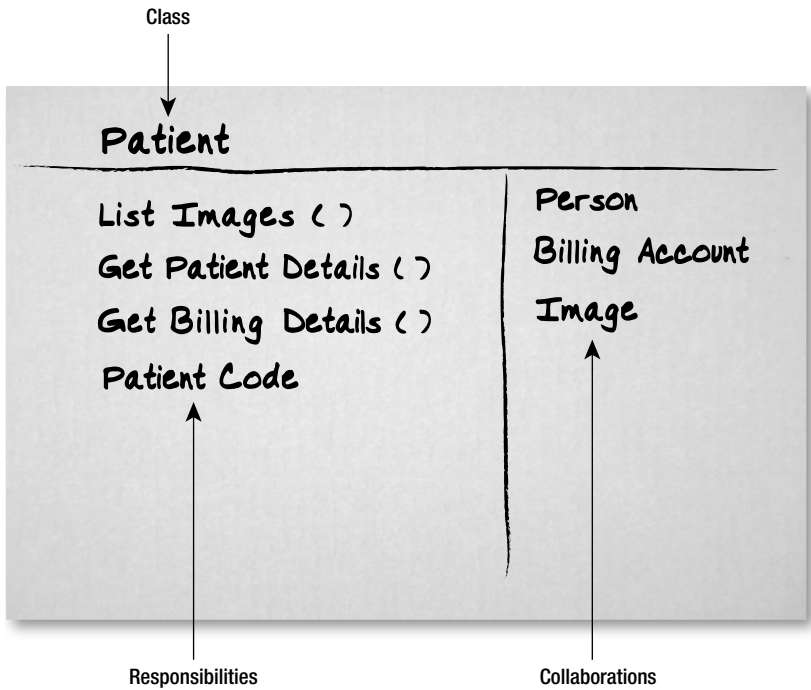 Class
Patient
List Images ( )
Get Patient Details ( )
Get Billing Details ( )
Patient Code
Person
Billing Account
Image
Responsibilities
Collaborations